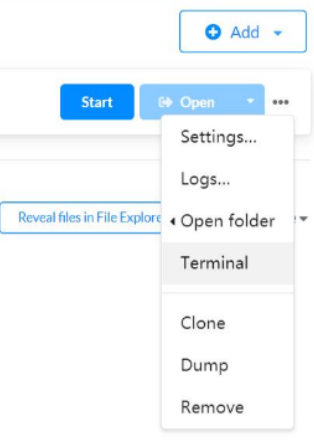 Add
Start
Open
Settings...
Logs...
Reveal files in File Explore
Open folder
Terminal
Clone
Dump
Remove